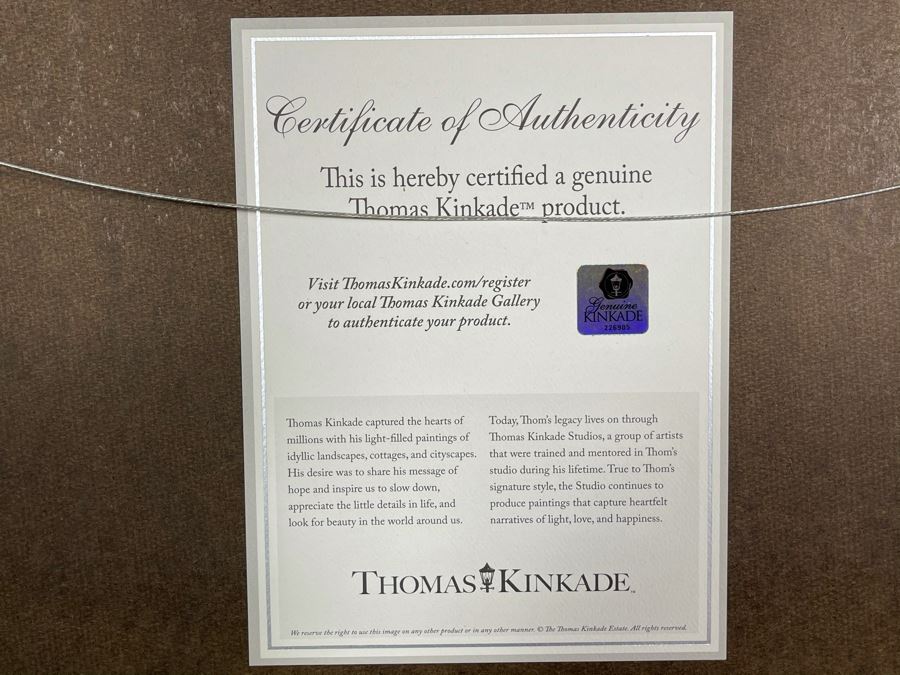 Certificate of Authenticity
This is hereby certified a genuine
Thomas Kinkade™ product.
Visit ThomasKinkade.com/register
or your local Thomas Kinkade Gallery
to authenticate your product.
Genuine
KINKADE
226905
Thomas Kinkade captured the hearts of
millions with his light-filled paintings of
idyllic landscapes, cottages, and cityscapes.
His desire was to share his message of
hope and inspire us to slow down,
appreciate the little details in life, and
look for beauty in the world around us.
Today, Thom's legacy lives on through
Thomas Kinkade Studios, a group of artists
that were trained and mentored in Thom's
studio during his lifetime. True to Thom's
signature style, the Studio continues to
produce paintings that capture heartfelt
narratives of light, love, and happiness.
THOMAS KINKADE™
We reserve the right to use this image on any other product or in any other manner. © The Thomas Kinkade Estate. All rights reserved.